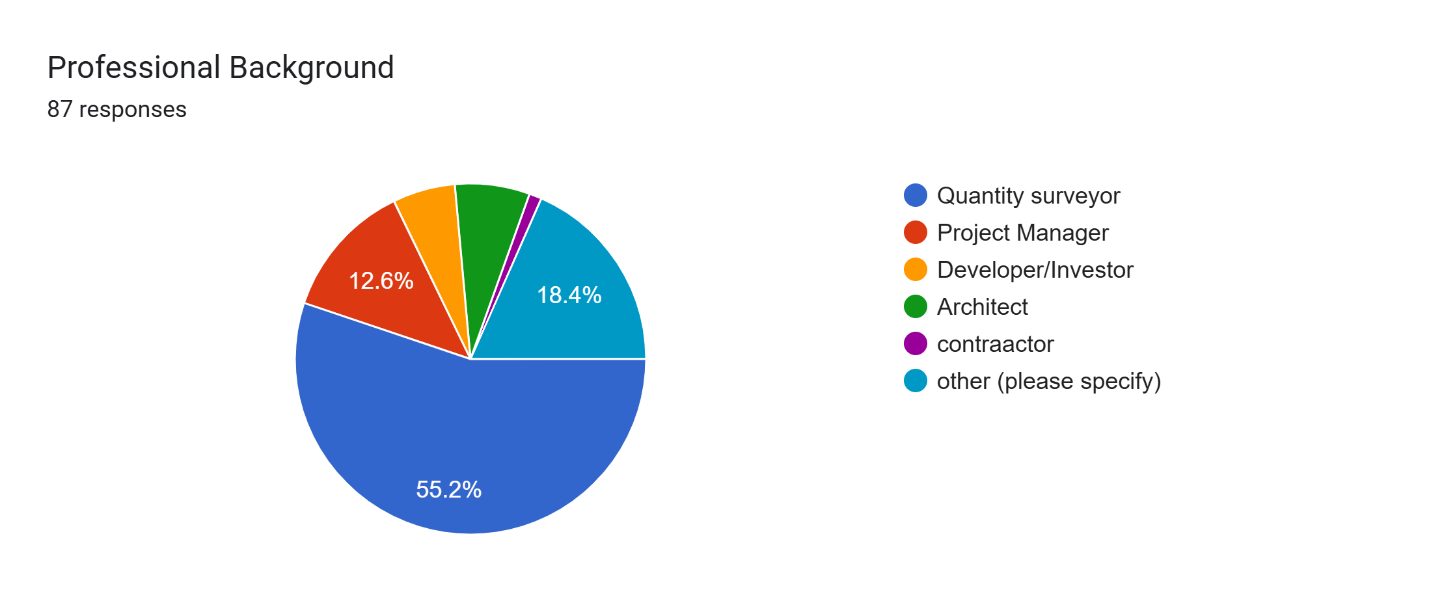 Professional Background
87 responses
12.6%
18.4%
55.2%
Quantity surveyor
Project Manager
Developer/Investor
Architect
contraactor
other (please specify)